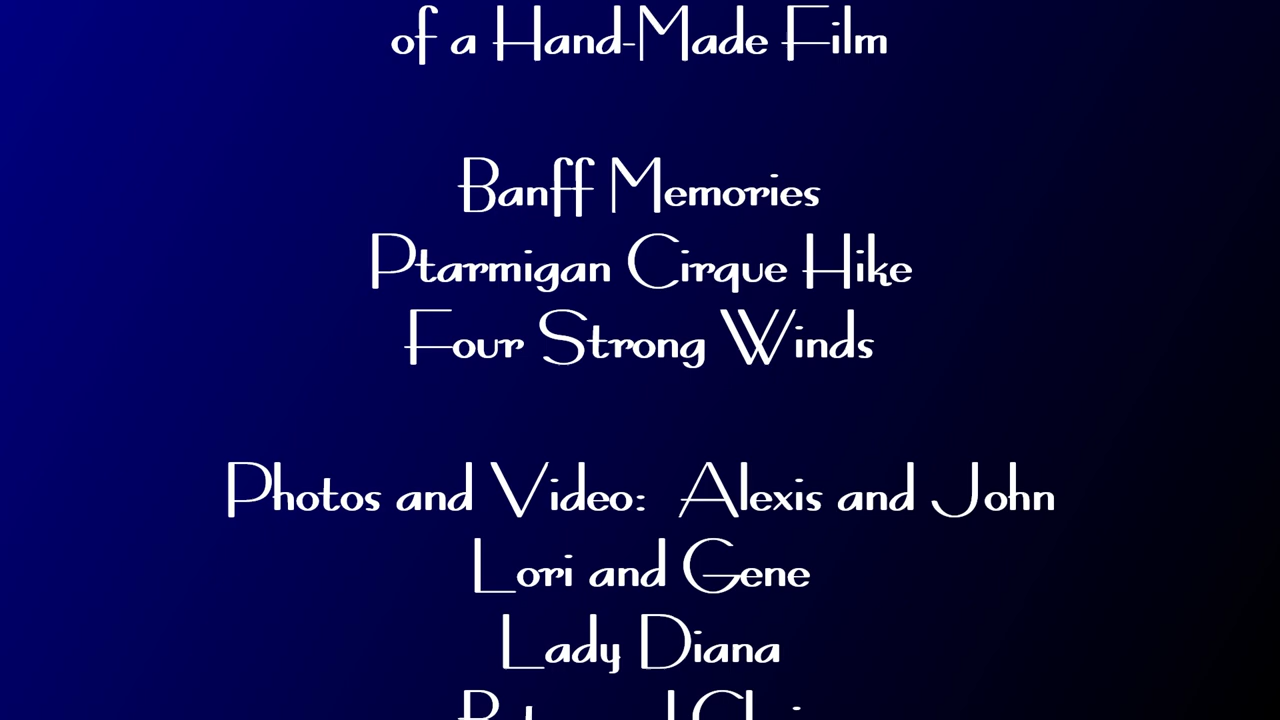 of a Hand-Made Film
Banff Memories
Ptarmigan Cirque Hike
Four Strong Winds
Photos and Video: Alexis and John
Lori and Gene
Lady Diana